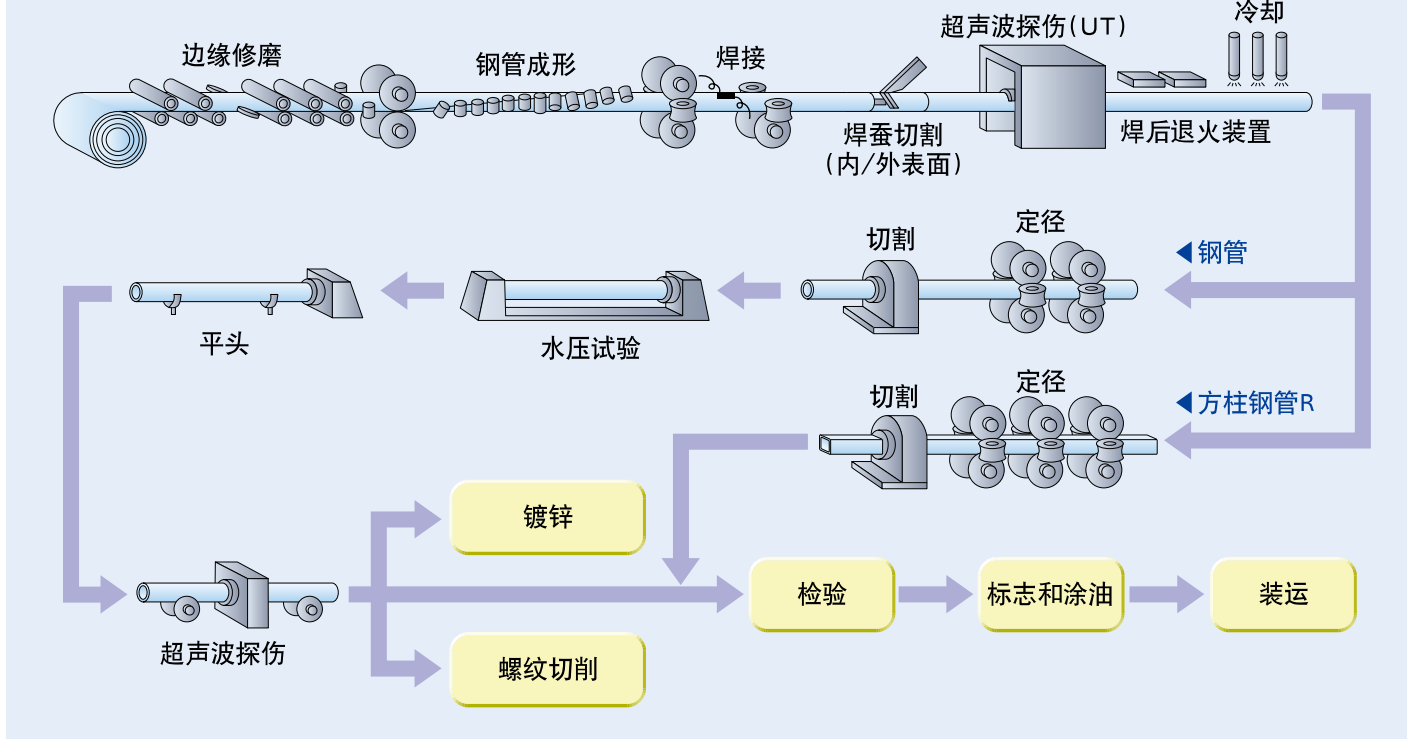 冷却
超声波探伤(UT)
边缘修磨
钢管成形
焊接
焊蚕切割
(内/外表面)
焊后退火装置
定径
切割
◀钢管
平头
水压试验
定径
切割
◀方柱钢管R
镀锌
检验
标志和涂油
装运
超声波探伤
螺纹切削